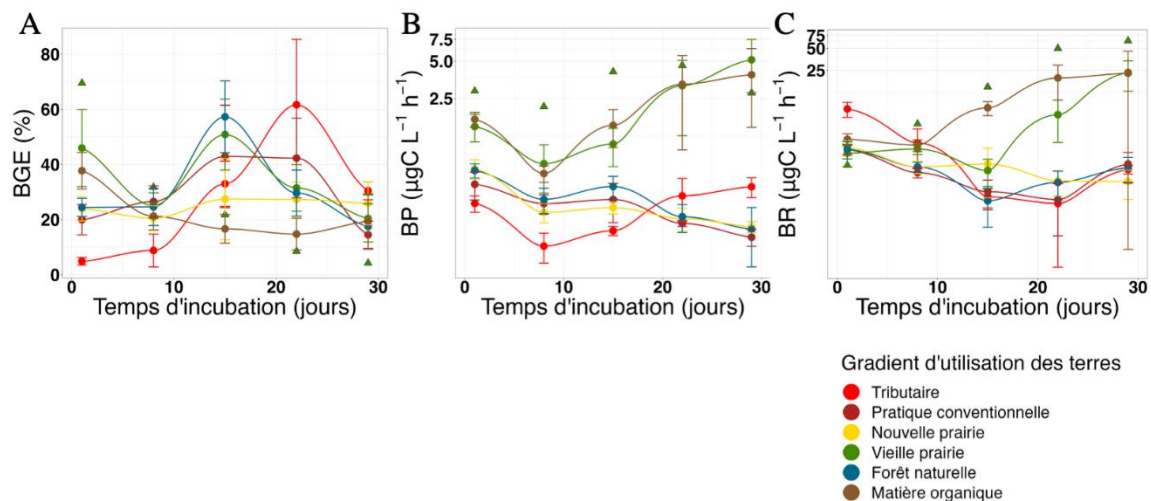 A
BGE (%)
80
60
40
20
0
0 10 20 30
Temps d'incubation (jours)
B
BP (µgC L⁻¹ h⁻¹)
7.5
5.0
2.5
0 10 20 30
Temps d'incubation (jours)
C
BR (µgC L⁻¹ h⁻¹)
75
50
25
0 10 20 30
Temps d'incubation (jours)
Gradient d'utilisation des terres
Tributaire
Pratique conventionnelle
Nouvelle prairie
Vieille prairie
Forêt naturelle
Matière organique